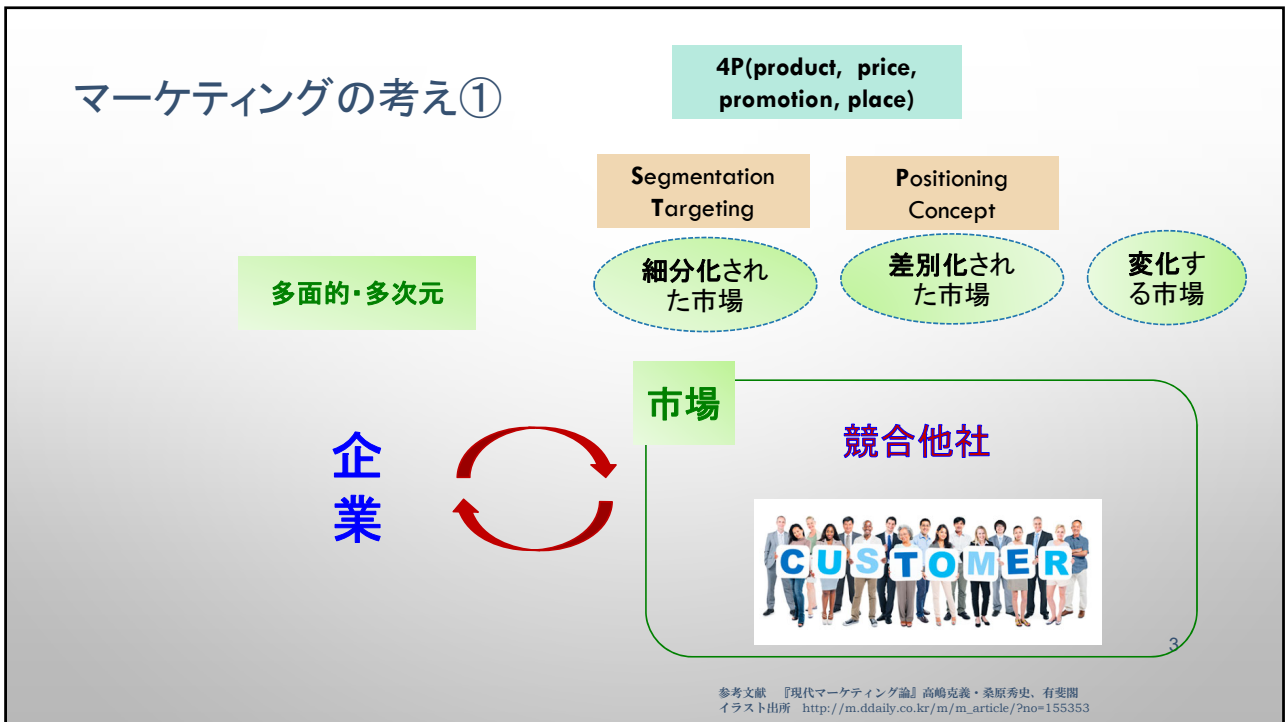 マーケティングの考え①
4P(product, price,
promotion, place)
Segmentation
Targeting
Positioning
Concept
多面的・多次元
細分化され
た市場
差別化され
た市場
変化す
る市場
市場
競合他社
企
業
CUSTOMER
3
参考文献 『現代マーケティング論』高嶋克義・桑原秀史、有斐閣
イラスト出所 http://m.ddaily.co.kr/m/m_article/?no=155353